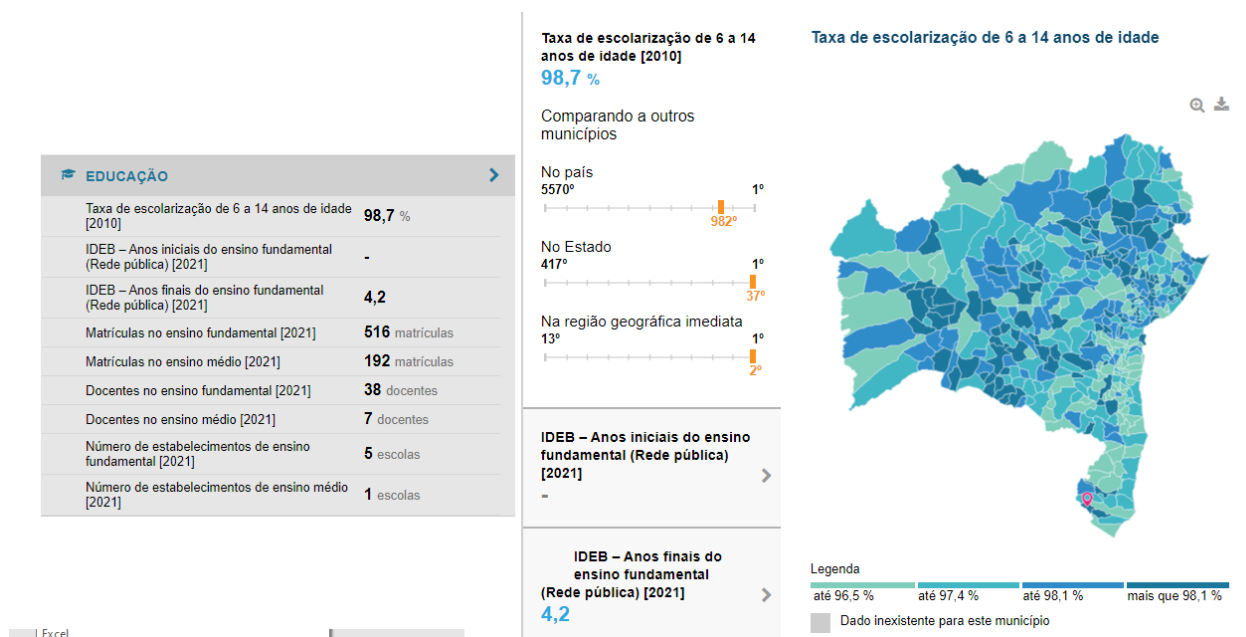 EDUCAÇÃO
Taxa de escolarização de 6 a 14 anos de idade
[2010]
98,7 %
IDEB – Anos iniciais do ensino fundamental
(Rede pública) [2021]
-
IDEB – Anos finais do ensino fundamental
(Rede pública) [2021]
4,2
Matrículas no ensino fundamental [2021]
516 matrículas
Matrículas no ensino médio [2021]
192 matrículas
Docentes no ensino fundamental [2021]
38 docentes
Docentes no ensino médio [2021]
7 docentes
Número de estabelecimentos de ensino
fundamental [2021]
5 escolas
Número de estabelecimentos de ensino médio
[2021]
1 escolas
Excel
Taxa de escolarização de 6 a 14
anos de idade [2010]
98,7 %
Comparando a outros
municípios
No país
5570º 1º
982º
No Estado
417º 1º
37º
Na região geográfica imediata
13º 1º
2º
IDEB – Anos iniciais do ensino
fundamental (Rede pública)
[2021]
-
IDEB – Anos finais do
ensino fundamental
(Rede pública) [2021]
4,2
Taxa de escolarização de 6 a 14 anos de idade
Legenda
até 96,5 % até 97,4 % até 98,1 % mais que 98,1 %
Dado inexistente para este município